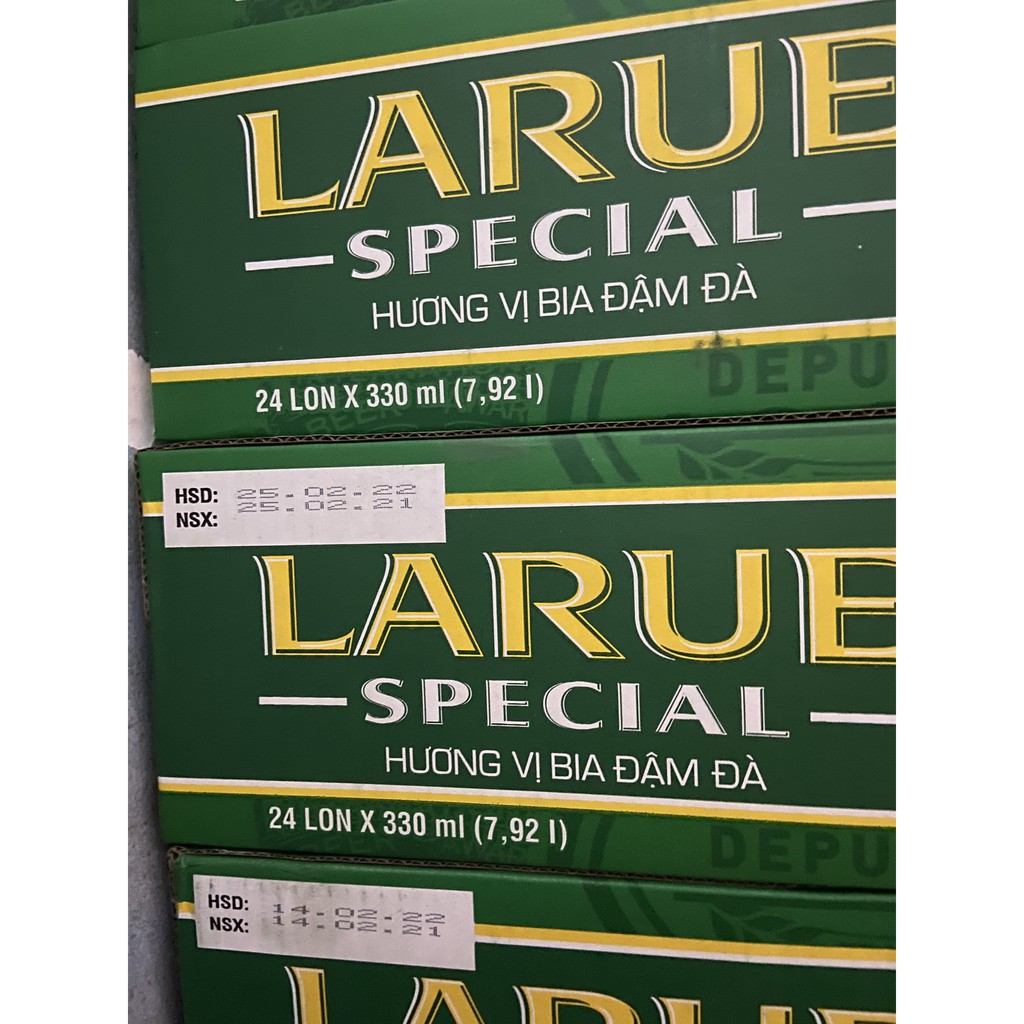 LARUE
SPECIAL
HƯƠNG VỊ BIA ĐẬM ĐÀ
24 LON X 330 ml (7,92 l)
DEPU
HSD: 25.02.22
NSX: 25.02.21
LARUE
SPECIAL
HƯƠNG VỊ BIA ĐẬM ĐÀ
24 LON X 330 ml (7,92 l)
DEPU
HSD: 14.02.22
NSX: 14.02.21
LARUE